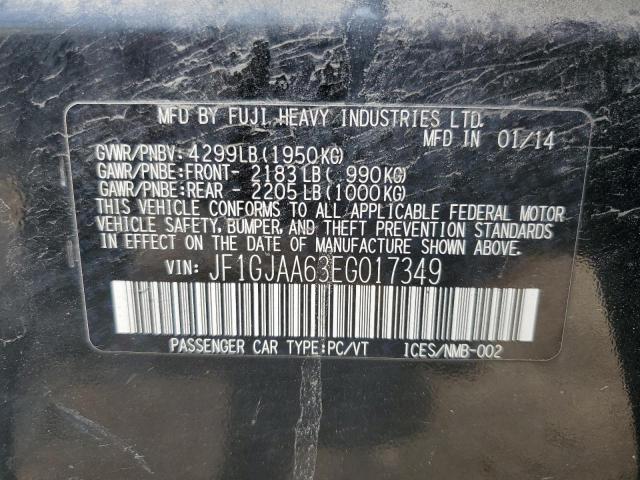 MFD BY FUJI HEAVY INDUSTRIES LTD.
MFD IN 01/14
GVWR/PNBV: 4299LB(1950KG)
GAWR/PNBE:FRONT- 2183LB( 990KG)
GAWR/PNBE:REAR - 2205LB(1000KG)
THIS VEHICLE CONFORMS TO ALL APPLICABLE FEDERAL MOTOR
VEHICLE SAFETY, BUMPER, AND THEFT PREVENTION STANDARDS
IN EFFECT ON THE DATE OF MANUFACTURE SHOWN ABOVE.
VIN: JF1GJAA63EG017349
PASSENGER CAR TYPE:PC/VT ICES/NMB-002